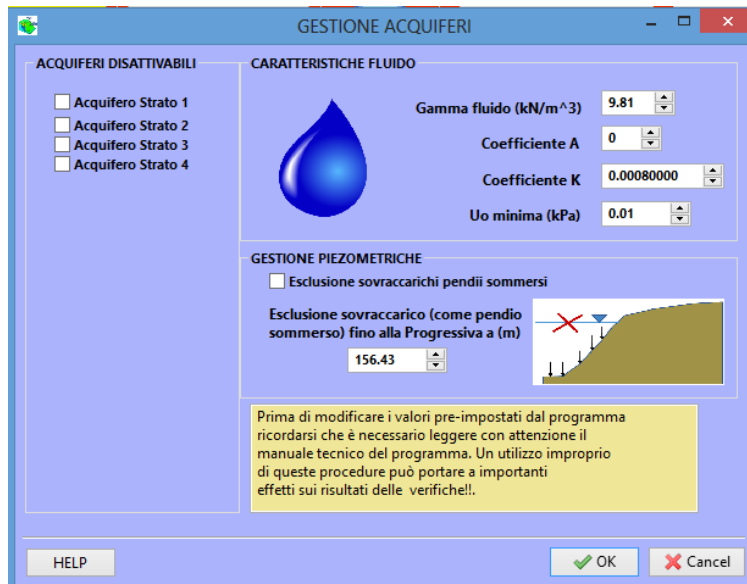 GESTIONE ACQUIFERI
ACQUIFERI DISATTIVABILI
Acquifero Strato 1
Acquifero Strato 2
Acquifero Strato 3
Acquifero Strato 4
CARATTERISTICHE FLUIDO
Gamma fluido (kN/m^3) 9.81
Coefficiente A 0
Coefficiente K 0.00080000
Uo minima (kPa) 0.01
GESTIONE PIEZOMETRICHE
Esclusione sovraccarichi pendii sommersi
Esclusione sovraccarico (come pendio
sommerso) fino alla Progressiva a (m)
156.43
Prima di modificare i valori pre-impostati dal programma
ricordarsi che è necessario leggere con attenzione il
manuale tecnico del programma. Un utilizzo improprio
di queste procedure può portare a importanti
effetti sui risultati delle verifiche!!.
HELP
OK
Cancel